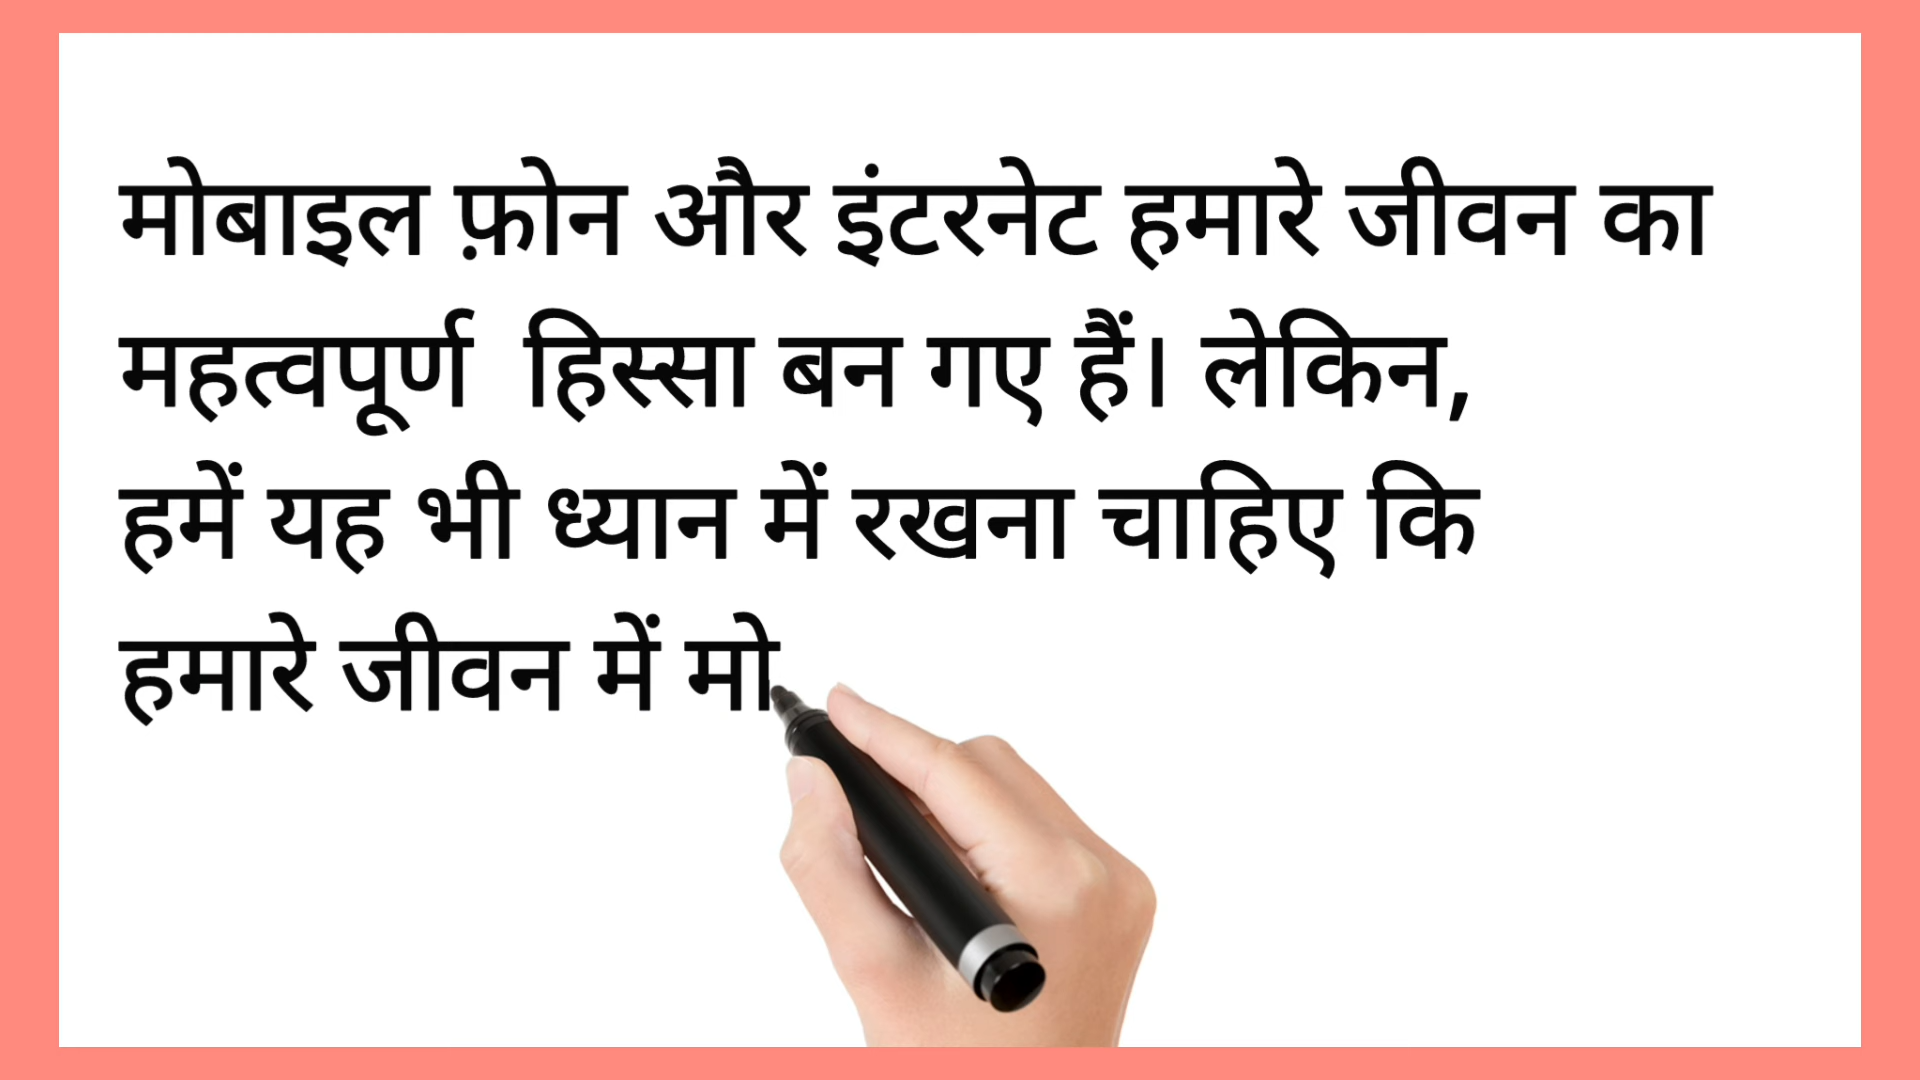 मोबाइल फ़ोन और इंटरनेट हमारे जीवन का
महत्वपूर्ण  हिस्सा बन गए हैं। लेकिन,
हमें यह भी ध्यान में रखना चाहिए कि
हमारे जीवन में मो